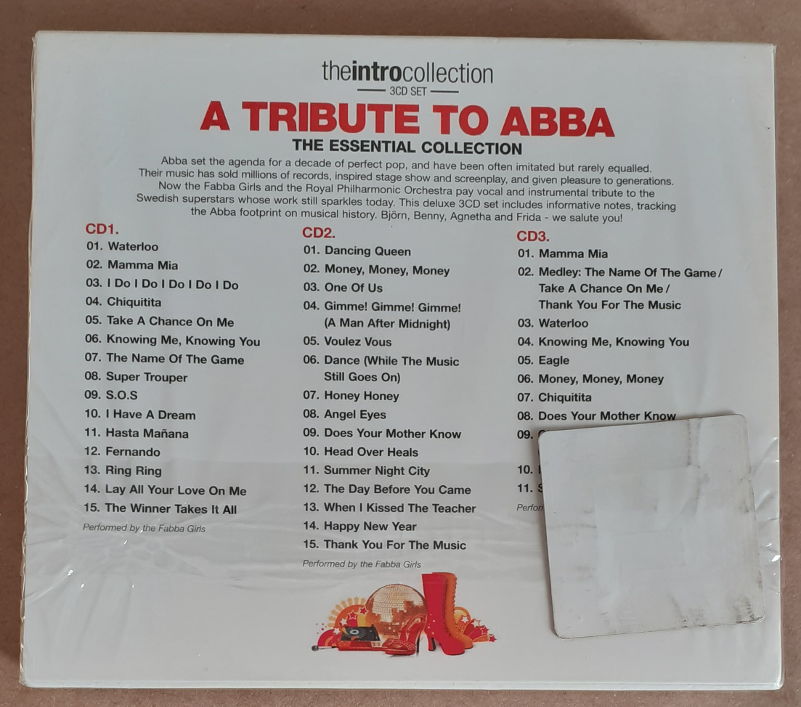 theintrocollection
3CD SET
A TRIBUTE TO ABBA
THE ESSENTIAL COLLECTION
Abba set the agenda for a decade of perfect pop, and have been often imitated but rarely equalled.
Their music has sold millions of records, inspired stage show and screenplay, and given pleasure to generations.
Now the Fabba Girls and the Royal Philharmonic Orchestra pay vocal and instrumental tribute to the
Swedish superstars whose work still sparkles today. This deluxe 3CD set includes informative notes, tracking
the Abba footprint on musical history. Björn, Benny, Agnetha and Frida - we salute you!
CD1.
01. Waterloo
02. Mamma Mia
03. I Do I Do I Do I Do I Do
04. Chiquitita
05. Take A Chance On Me
06. Knowing Me, Knowing You
07. The Name Of The Game
08. Super Trouper
09. S.O.S
10. I Have A Dream
11. Hasta Mañana
12. Fernando
13. Ring Ring
14. Lay All Your Love On Me
15. The Winner Takes It All
Performed by the Fabba Girls
CD2.
01. Dancing Queen
02. Money, Money, Money
03. One Of Us
04. Gimme! Gimme! Gimme!
(A Man After Midnight)
05. Voulez Vous
06. Dance (While The Music
Still Goes On)
07. Honey Honey
08. Angel Eyes
09. Does Your Mother Know
10. Head Over Heals
11. Summer Night City
12. The Day Before You Came
13. When I Kissed The Teacher
14. Happy New Year
15. Thank You For The Music
Performed by the Fabba Girls
CD3.
01. Mamma Mia
02. Medley: The Name Of The Game /
Take A Chance On Me /
Thank You For The Music
03. Waterloo
04. Knowing Me, Knowing You
05. Eagle
06. Money, Money, Money
07. Chiquitita
08. Does Your Mother Know
09.
10.
11.